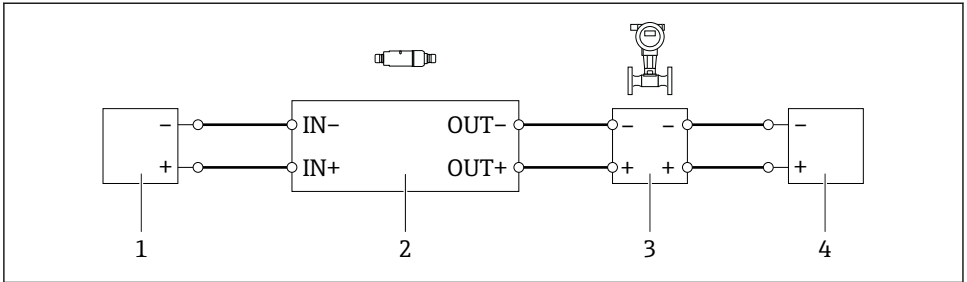 − IN− OUT− − − −
+ IN+ OUT+ + + +
1 2 3 4